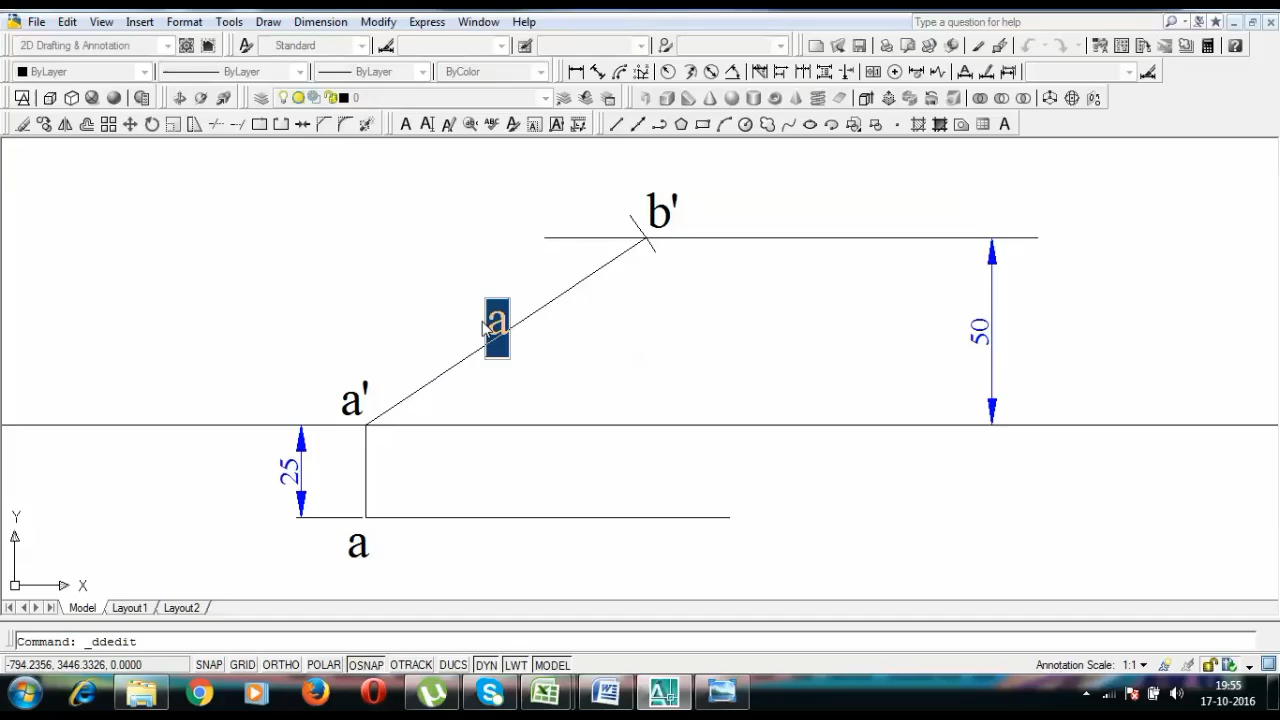 File Edit View Insert Format Tools Draw Dimension Modify Express Window Help Type a question for help
2D Drafting & Annotation Standard
ByLayer ByLayer ByLayer ByColor
0
b'
a
50
a'
25
a
Y
X
Model Layout1 Layout2
Command: _ddedit
-794.2356, 3446.3326, 0.0000 SNAP GRID ORTHO POLAR OSNAP OTRACK DUCS DYN LWT MODEL Annotation Scale: 1:1
19:55
17-10-2016